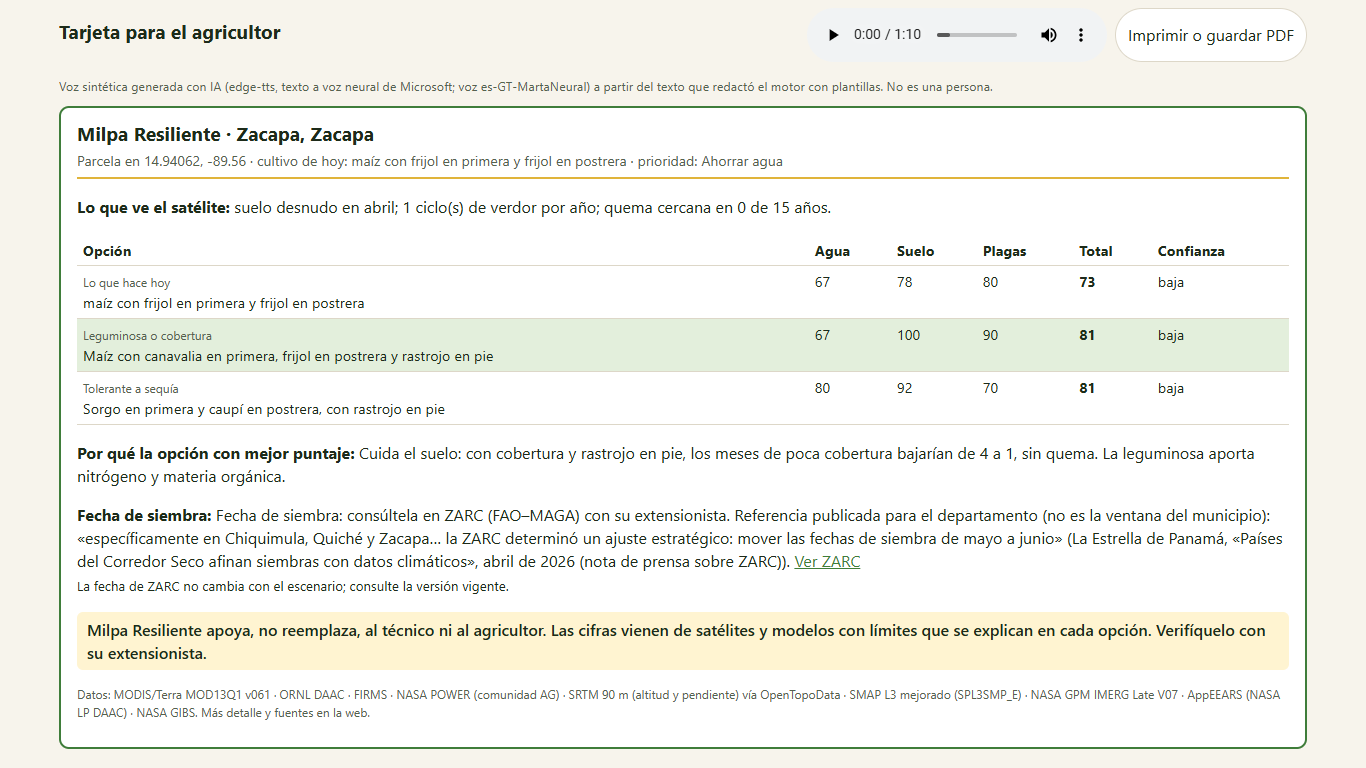 Tarjeta para el agricultor
0:00 / 1:10
Imprimir o guardar PDF
Voz sintética generada con IA (edge-tts, texto a voz neural de Microsoft; voz es-GT-MartaNeural) a partir del texto que redactó el motor con plantillas. No es una persona.
Milpa Resiliente · Zacapa, Zacapa
Parcela en 14.94062, -89.56 · cultivo de hoy: maíz con frijol en primera y frijol en postrera · prioridad: Ahorrar agua
Lo que ve el satélite: suelo desnudo en abril; 1 ciclo(s) de verdor por año; quema cercana en 0 de 15 años.
Opción Agua Suelo Plagas Total Confianza
Lo que hace hoy 67 78 80 73 baja
maíz con frijol en primera y frijol en postrera
Leguminosa o cobertura 67 100 90 81 baja
Maíz con canavalia en primera, frijol en postrera y rastrojo en pie
Tolerante a sequía 80 92 70 81 baja
Sorgo en primera y caupí en postrera, con rastrojo en pie
Por qué la opción con mejor puntaje: Cuida el suelo: con cobertura y rastrojo en pie, los meses de poca cobertura bajarían de 4 a 1, sin quema. La leguminosa aporta
nitrógeno y materia orgánica.
Fecha de siembra: Fecha de siembra: consúltela en ZARC (FAO–MAGA) con su extensionista. Referencia publicada para el departamento (no es la ventana del municipio):
«específicamente en Chiquimula, Quiché y Zacapa… la ZARC determinó un ajuste estratégico: mover las fechas de siembra de mayo a junio» (La Estrella de Panamá, «Países
del Corredor Seco afinan siembras con datos climáticos», abril de 2026 (nota de prensa sobre ZARC)). Ver ZARC
La fecha de ZARC no cambia con el escenario; consulte la versión vigente.
Milpa Resiliente apoya, no reemplaza, al técnico ni al agricultor. Las cifras vienen de satélites y modelos con límites que se explican en cada opción. Verifíquelo con
su extensionista.
Datos: MODIS/Terra MOD13Q1 v061 · ORNL DAAC · FIRMS · NASA POWER (comunidad AG) · SRTM 90 m (altitud y pendiente) vía OpenTopoData · SMAP L3 mejorado (SPL3SMP_E) · NASA GPM IMERG Late V07 · AppEEARS (NASA
LP DAAC) · NASA GIBS. Más detalle y fuentes en la web.